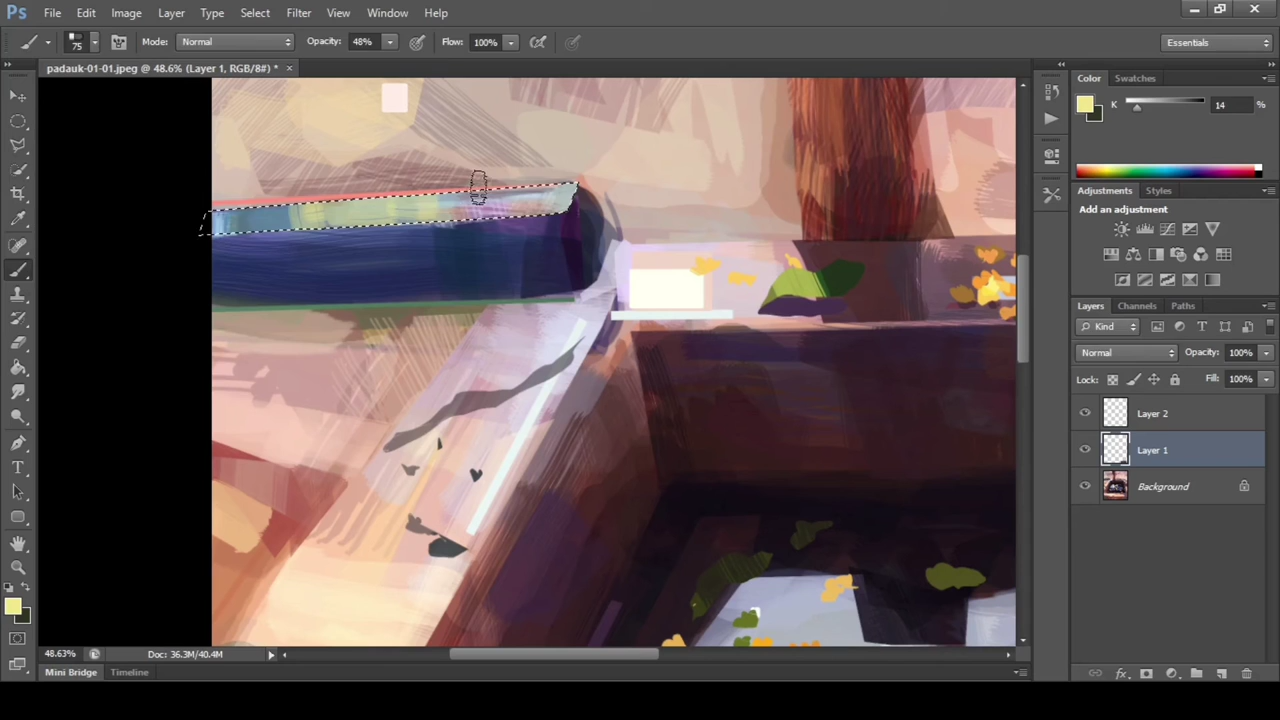 Ps File Edit Image Layer Type Select Filter View Window Help
75 Mode: Normal Opacity: 48% Flow: 100% Essentials
padauk-01-01.jpeg @ 48.6% (Layer 1, RGB/8#) *
Color Swatches
K 14 %
Adjustments Styles
Add an adjustment
Layers Channels Paths
Kind
Normal Opacity: 100%
Lock: Fill: 100%
Layer 2
Layer 1
Background
48.63% Doc: 36.3M/40.4M
Mini Bridge Timeline